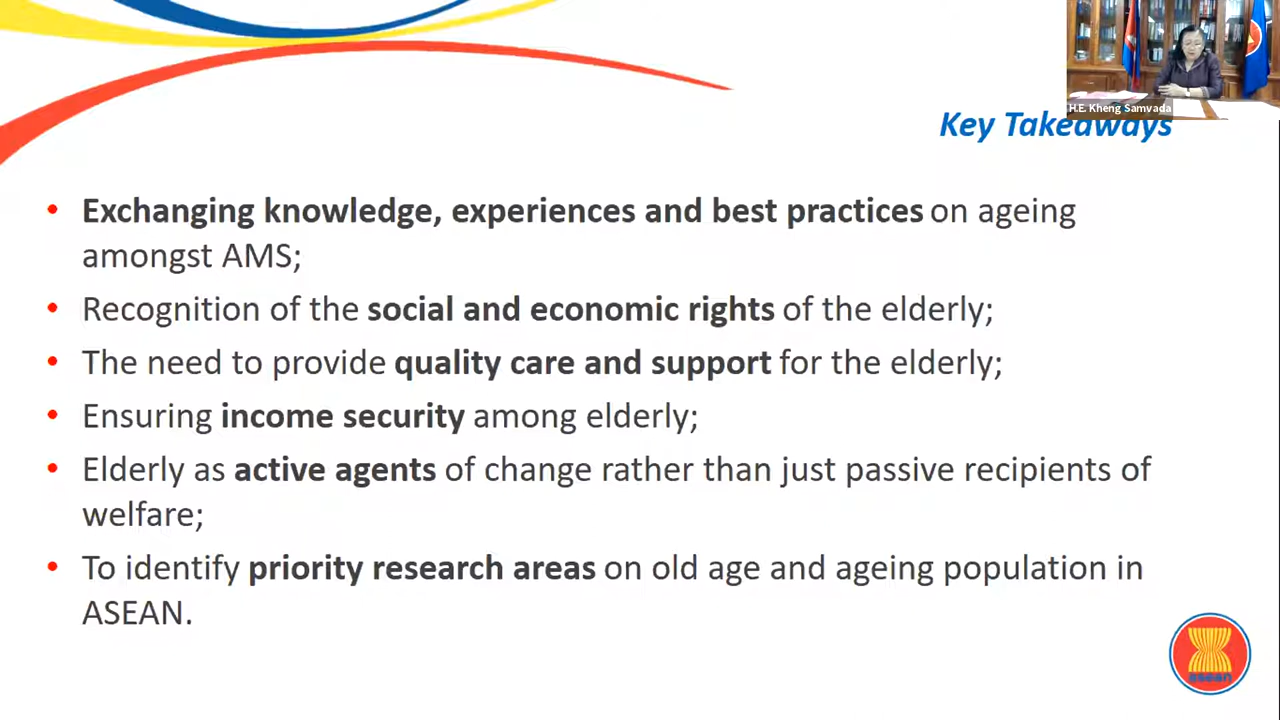 H.E. Kheng Samvada
Key Takeaways
• Exchanging knowledge, experiences and best practices on ageing
amongst AMS;
• Recognition of the social and economic rights of the elderly;
• The need to provide quality care and support for the elderly;
• Ensuring income security among elderly;
• Elderly as active agents of change rather than just passive recipients of
welfare;
• To identify priority research areas on old age and ageing population in
ASEAN.
asean